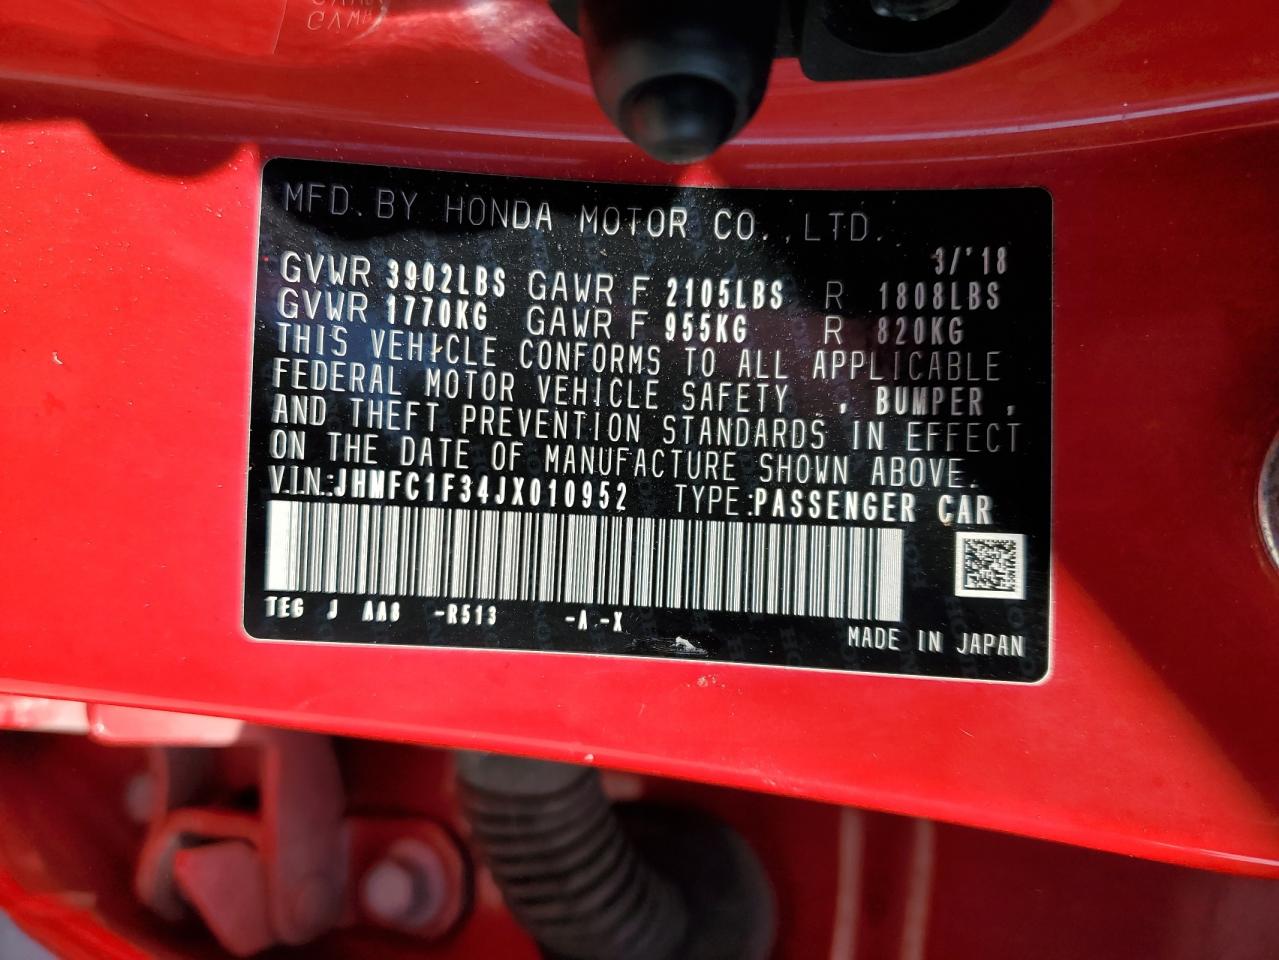 MFD. BY HONDA MOTOR CO., LTD.
3/'18
GVWR 3902LBS GAWR F 2105LBS R 1808LBS
GVWR 1770KG GAWR F 955KG R 820KG
THIS VEHICLE CONFORMS TO ALL APPLICABLE
FEDERAL MOTOR VEHICLE SAFETY , BUMPER ,
AND THEFT PREVENTION STANDARDS IN EFFECT
ON THE DATE OF MANUFACTURE SHOWN ABOVE.
V.I.N.:JHMFC1F34JX010952 TYPE:PASSENGER CAR
TEG J AA8 -R513 -A -X
MADE IN JAPAN